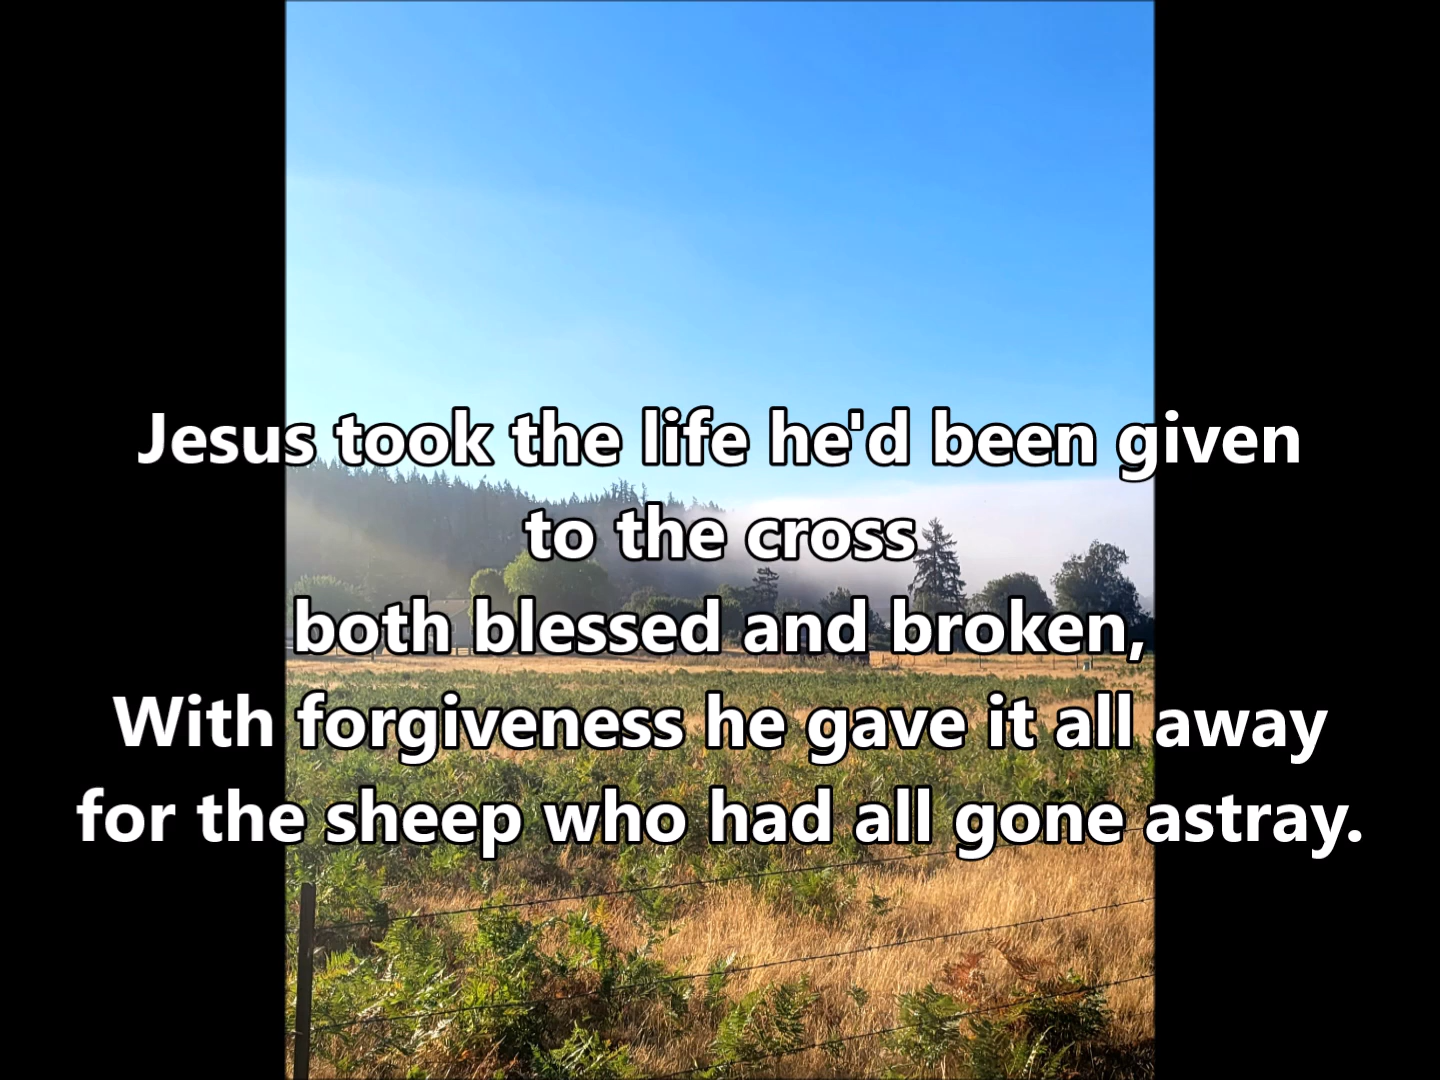 Jesus took the life he'd been given
to the cross
both blessed and broken,
With forgiveness he gave it all away
for the sheep who had all gone astray.